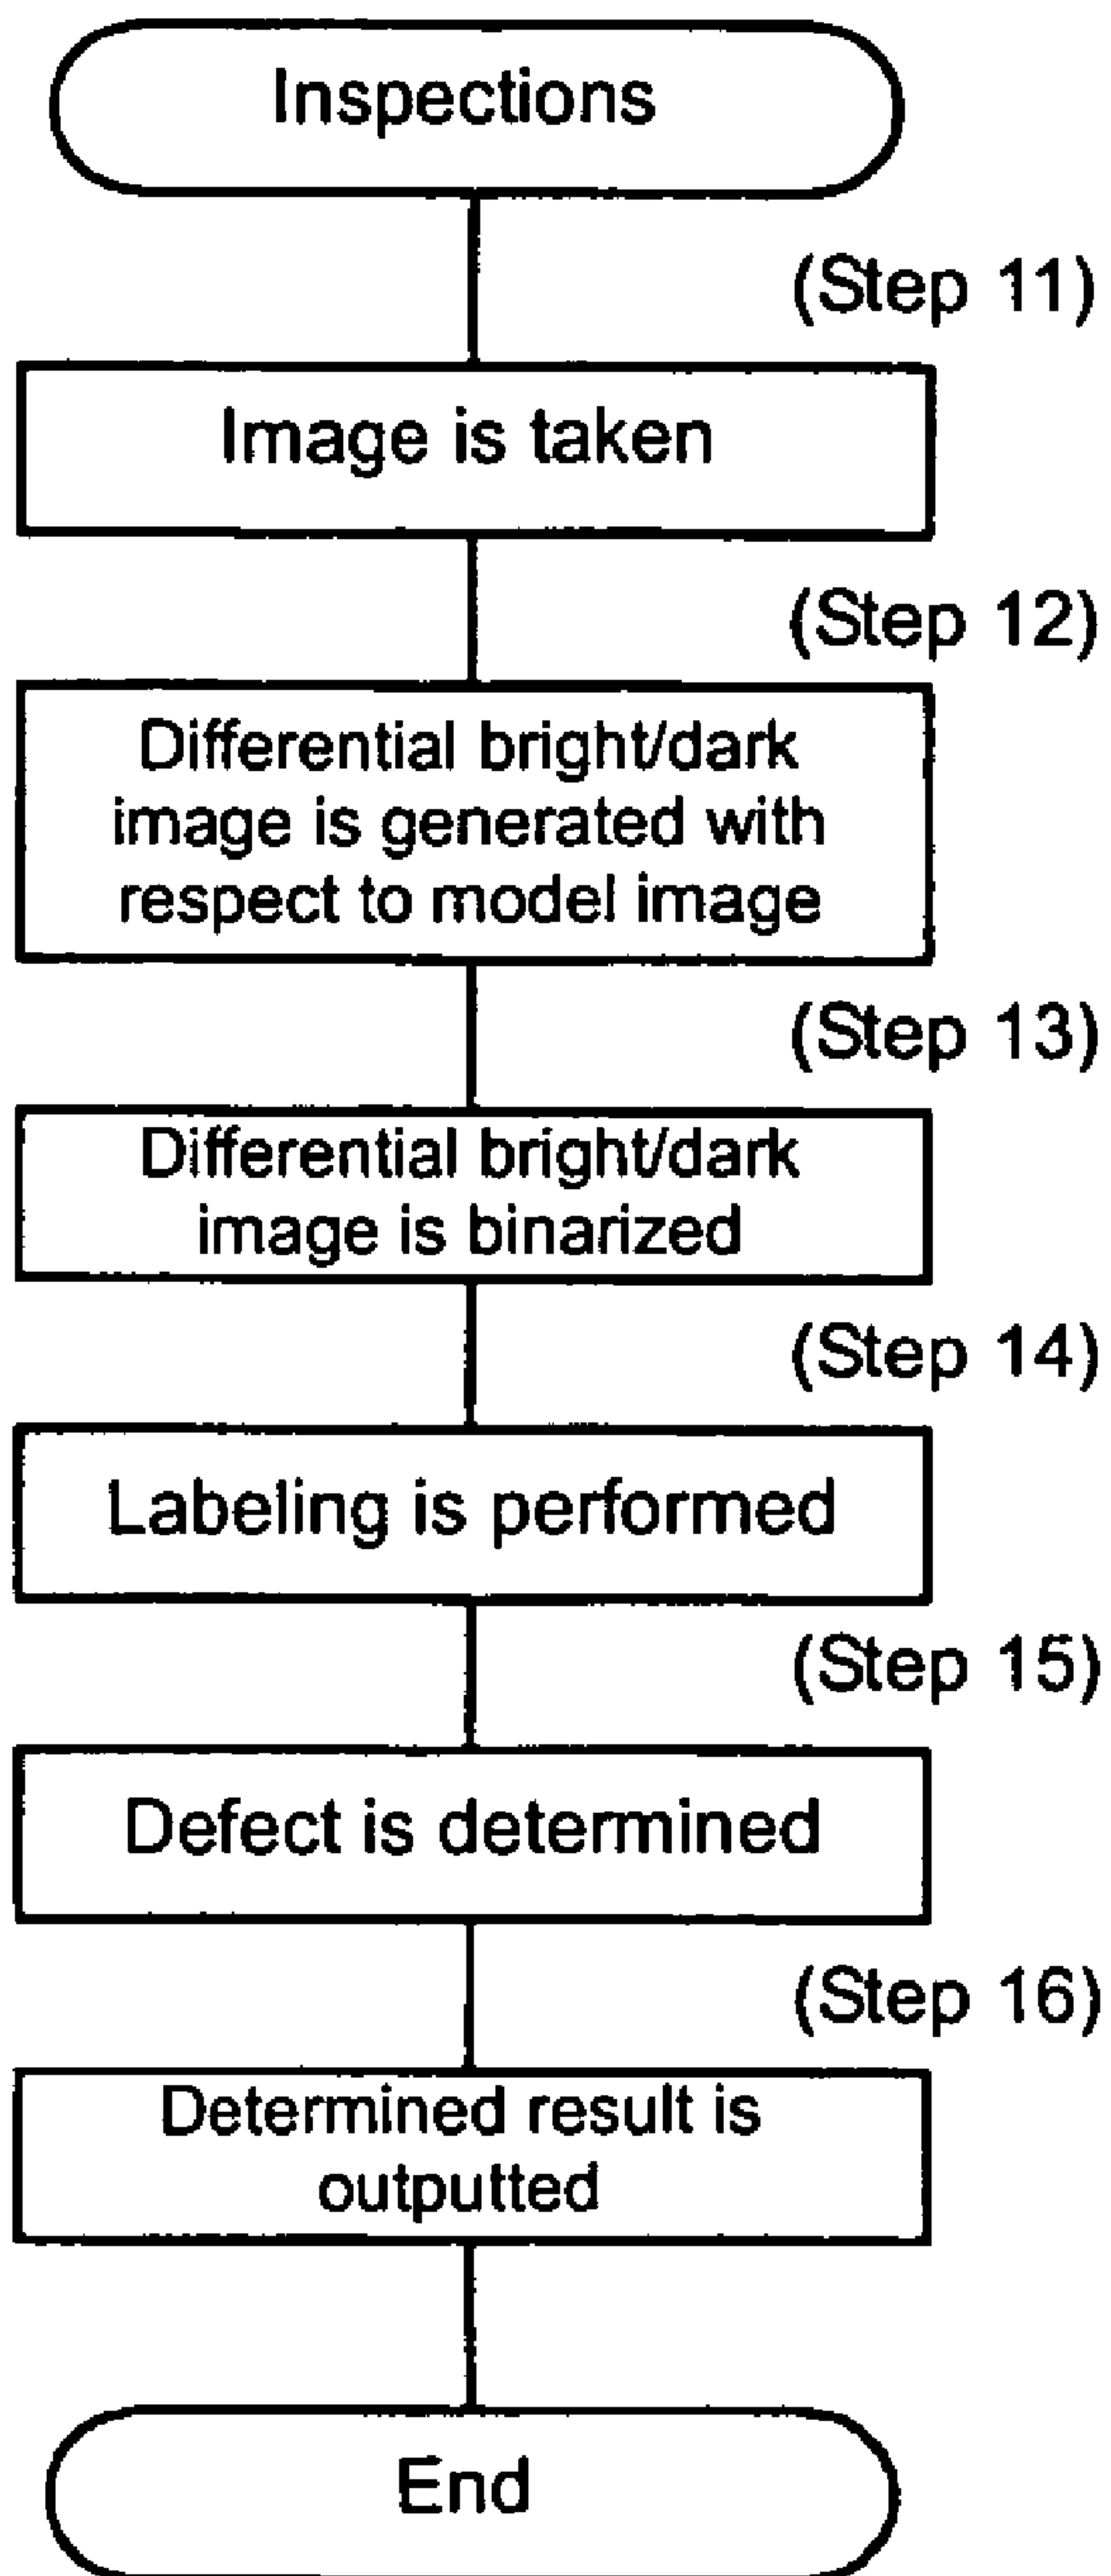 Inspections
(Step 11)
Image is taken
(Step 12)
Differential bright/dark
image is generated with
respect to model image
(Step 13)
Differential bright/dark
image is binarized
(Step 14)
Labeling is performed
(Step 15)
Defect is determined
(Step 16)
Determined result is
outputted
End